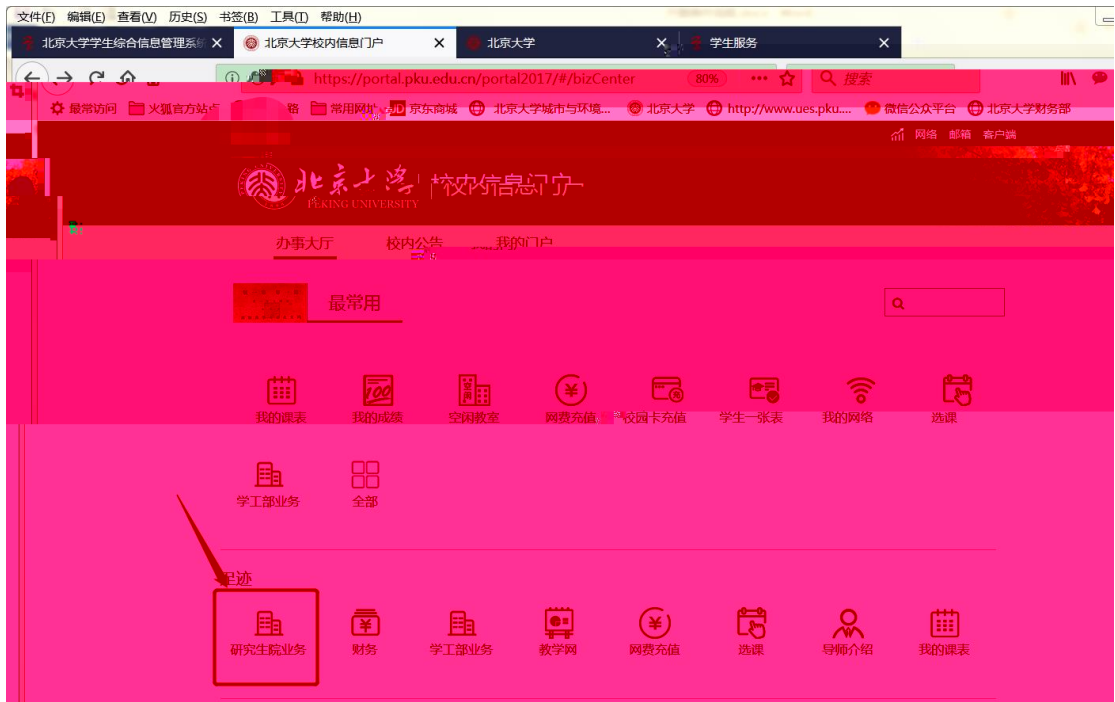 文件(F) 编辑(E) 查看(V) 历史(S) 书签(B) 工具(T) 帮助(H)
北京大学学生综合信息管理系统 北京大学校内信息门户 北京大学 学生服务
https://portal.pku.edu.cn/portal2017/#/bizCenter 80% 搜索
最常访问 火狐官方站点 常用网址 京东商城 北京大学城市与环境... 北京大学 http://www.ues.pku.... 微信公众平台 北京大学财务部
网络 邮箱 客户端
北京大学 校内信息门户
PEKING UNIVERSITY
办事大厅 校内公告 我的门户
最常用
我的课表 我的成绩 空闲教室 网费充值 校园卡充值 学生一张表 我的网络 选课
学工部业务 全部
足迹
研究生院业务 财务 学工部业务 教学网 网费充值 选课 导师介绍 我的课表